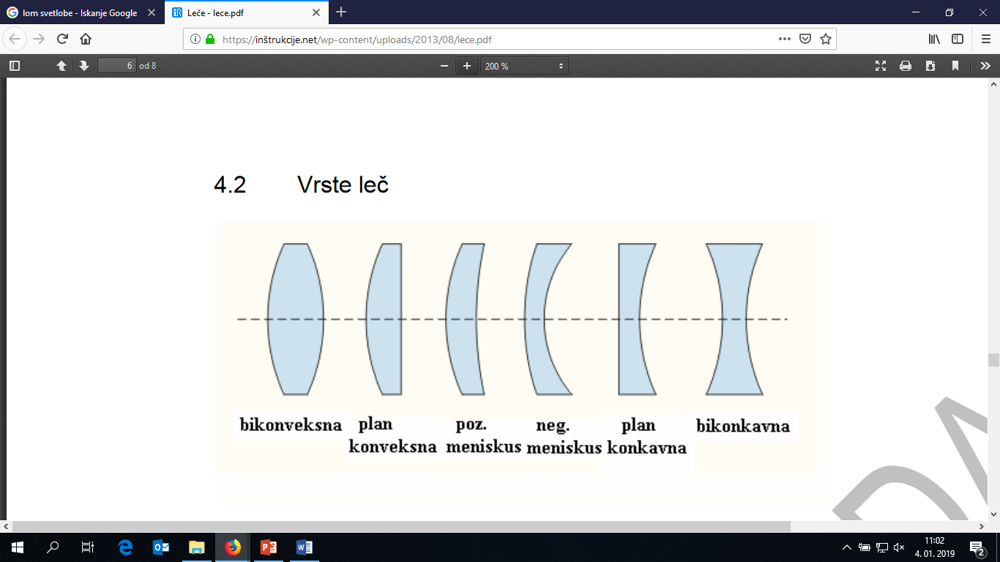 lom svetlobe - Iskanje Google
Leče - lece.pdf
https://inštrukcije.net/wp-content/uploads/2013/08/lece.pdf
6 od 8
200 %
4.2 Vrste leč
bikonveksna
plan
konveksna
poz.
meniskus
neg.
meniskus
plan
konkavna
bikonkavna
11:02
4. 01. 2019
2